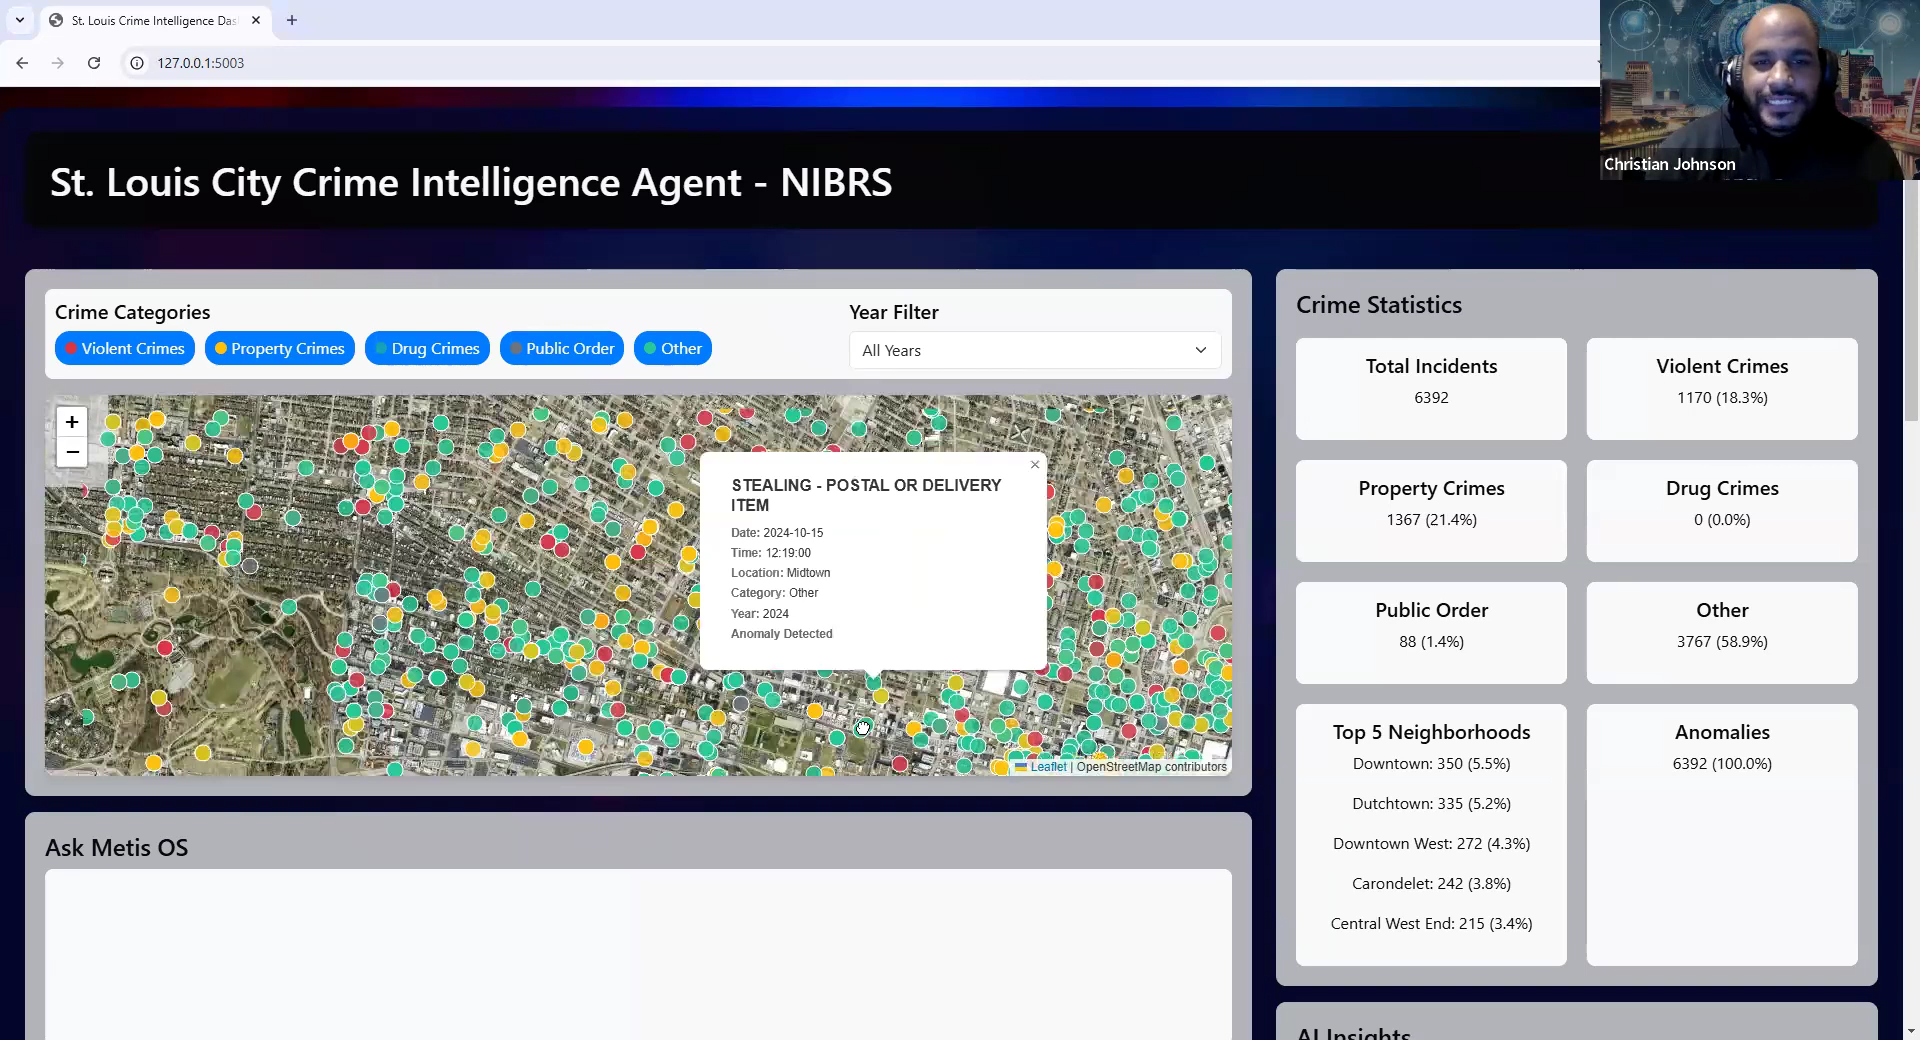 St. Louis Crime Intelligence Das
127.0.0.1:5003
Christian Johnson
St. Louis City Crime Intelligence Agent - NIBRS
Crime Categories
Violent Crimes
Property Crimes
Drug Crimes
Public Order
Other
Year Filter
All Years
+
−
STEALING - POSTAL OR DELIVERY
ITEM
Date: 2024-10-15
Time: 12:19:00
Location: Midtown
Category: Other
Year: 2024
Anomaly Detected
Leaflet | OpenStreetMap contributors
Ask Metis OS
Crime Statistics
Total Incidents
6392
Violent Crimes
1170 (18.3%)
Property Crimes
1367 (21.4%)
Drug Crimes
0 (0.0%)
Public Order
88 (1.4%)
Other
3767 (58.9%)
Top 5 Neighborhoods
Downtown: 350 (5.5%)
Dutchtown: 335 (5.2%)
Downtown West: 272 (4.3%)
Carondelet: 242 (3.8%)
Central West End: 215 (3.4%)
Anomalies
6392 (100.0%)
AI Insights